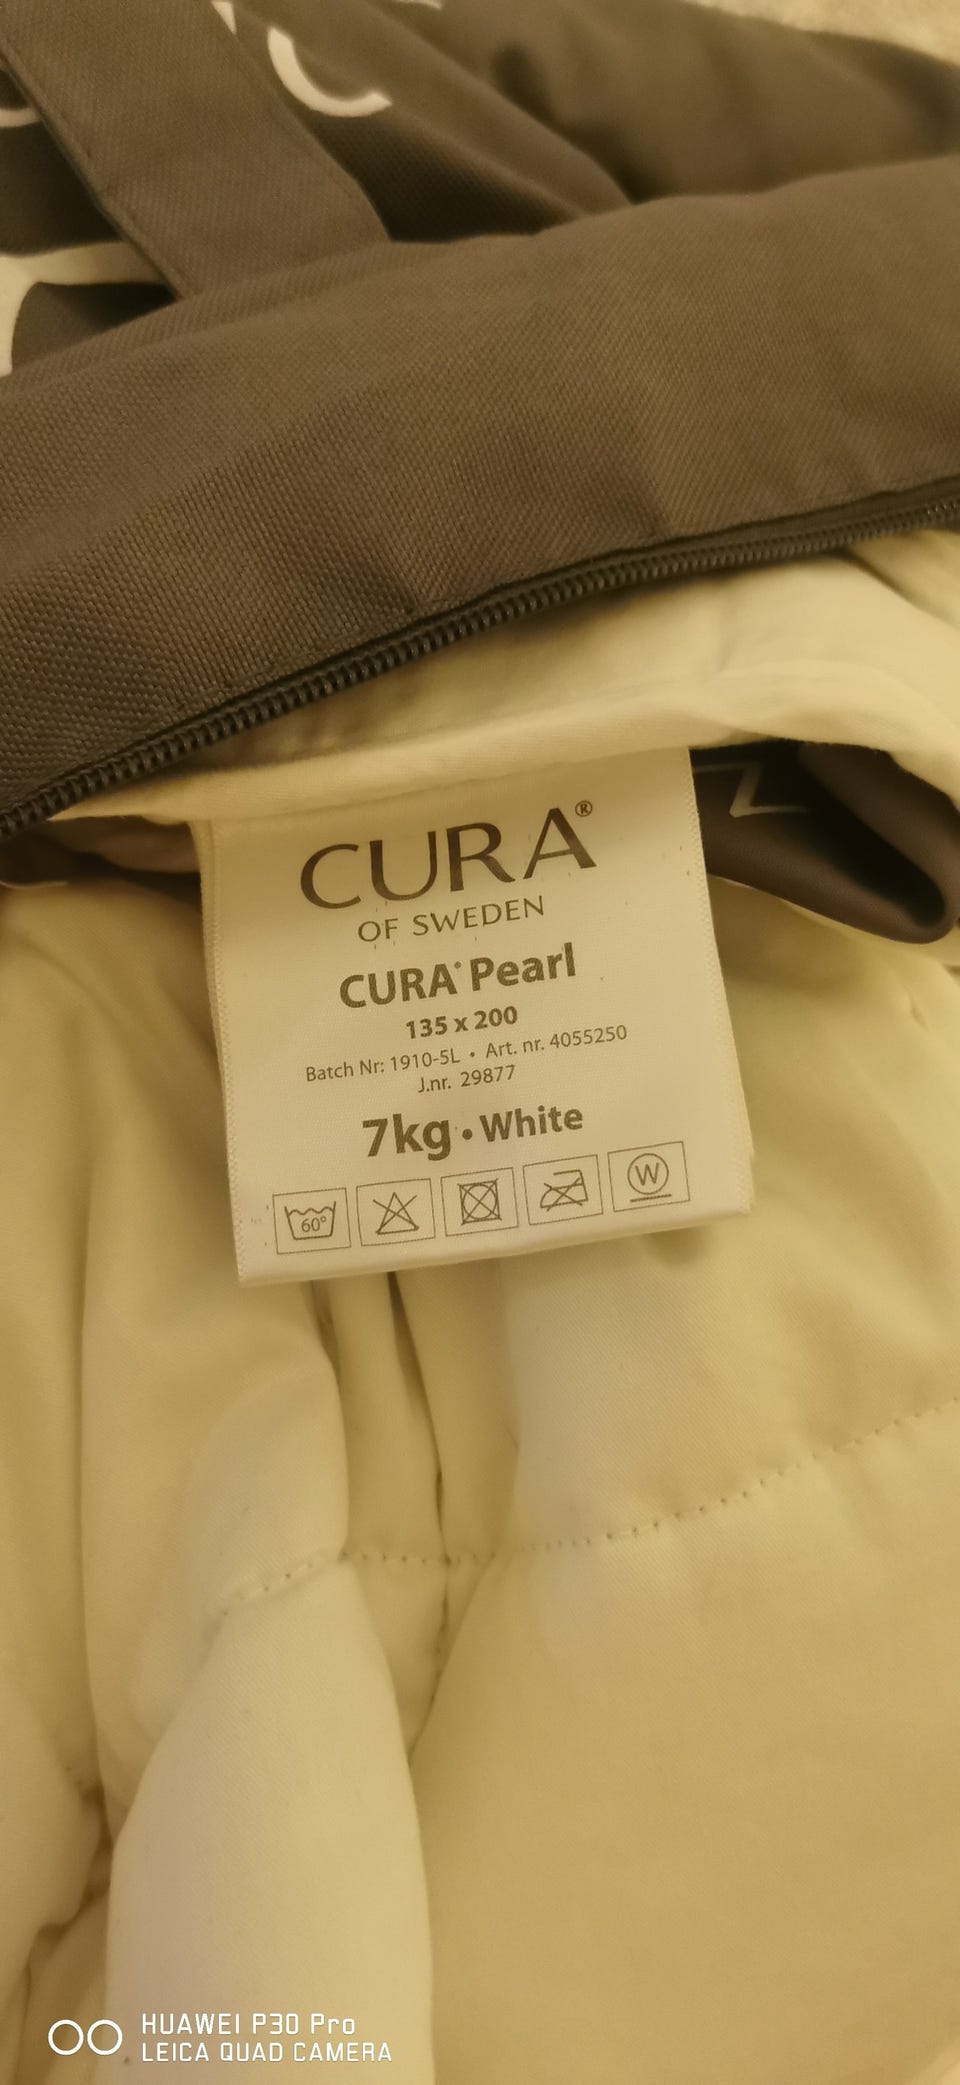 CURA®
OF SWEDEN
CURA® Pearl
135 x 200
Batch Nr: 1910-5L • Art. nr. 4055250
J.nr. 29877
7kg • White
60°
W
HUAWEI P30 Pro
LEICA QUAD CAMERA